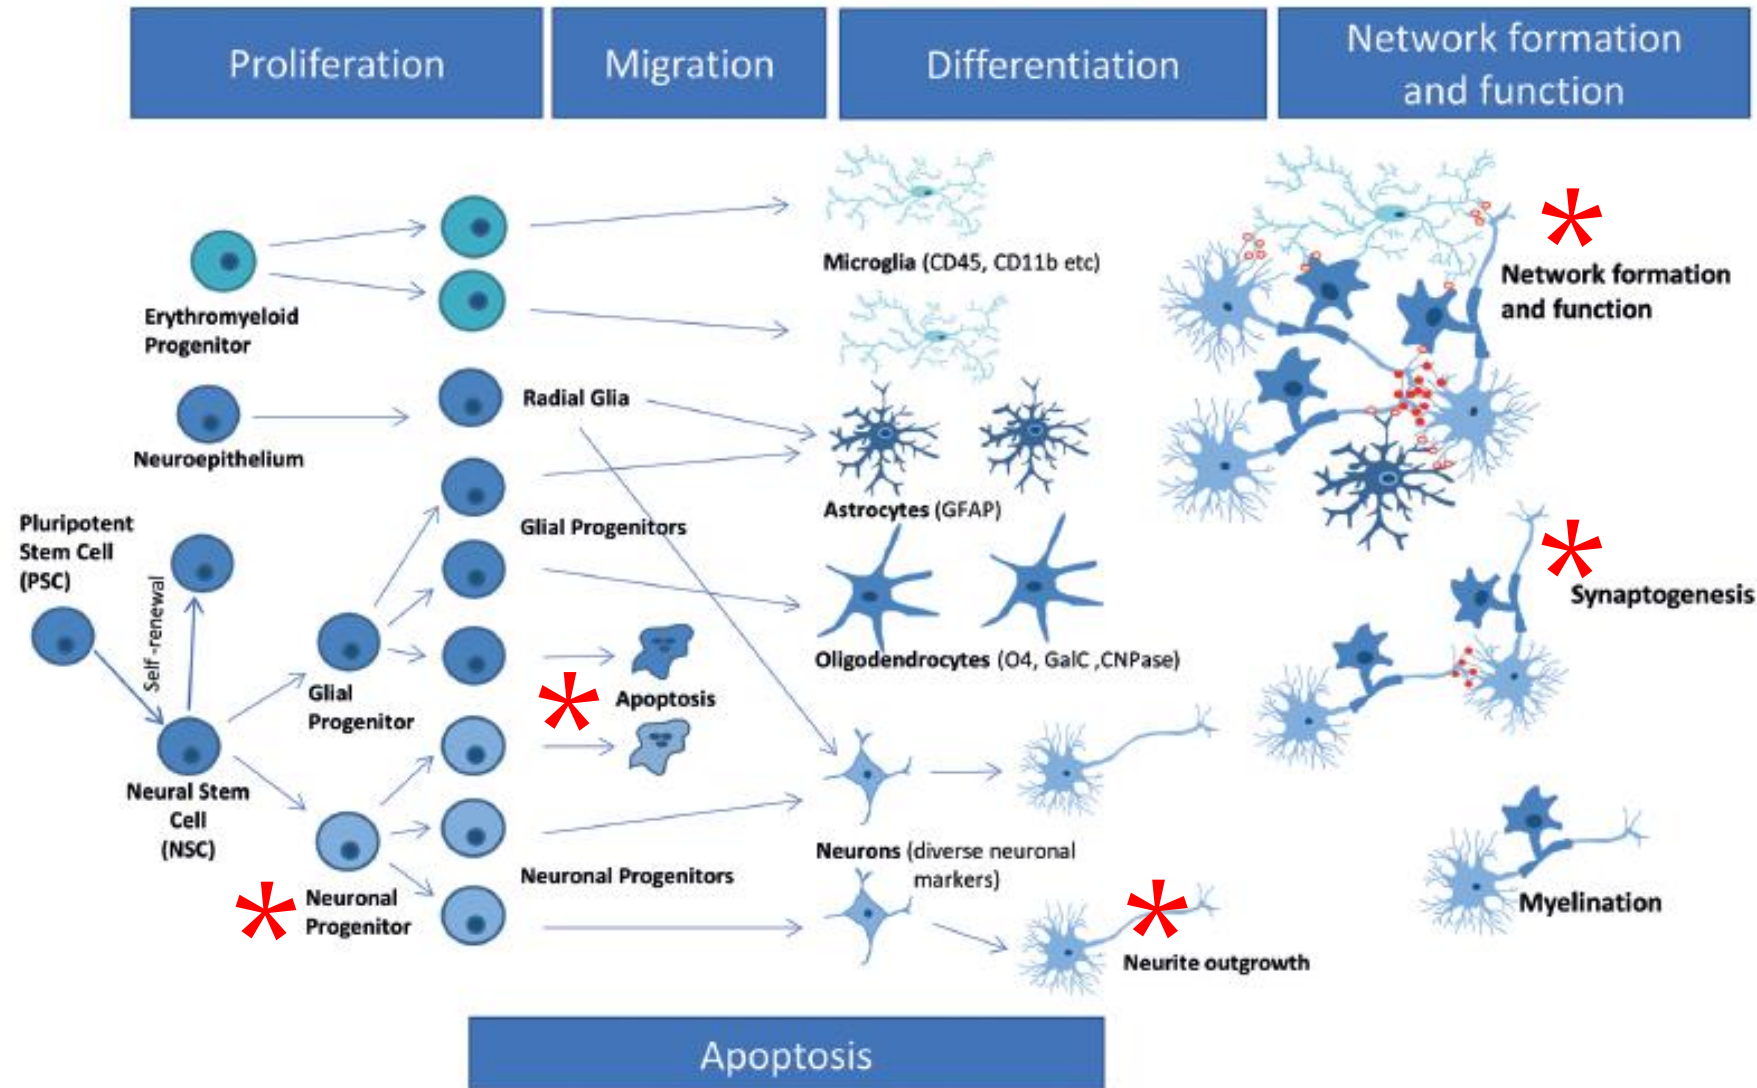 Proliferation
Migration
Differentiation
Network formation
and function
Microglia (CD45, CD11b etc)
Erythromyeloid
Progenitor
Network formation
and function
Radial Glia
Neuroepithelium
Astrocytes (GFAP)
Glial Progenitors
Pluripotent
Stem Cell
(PSC)
Self -renewal
Synaptogenesis
Oligodendrocytes (O4, GalC ,CNPase)
Glial
Progenitor
Apoptosis
Neural Stem
Cell
(NSC)
Neurons (diverse neuronal
markers)
Neuronal Progenitors
Neuronal
Progenitor
Myelination
Neurite outgrowth
Apoptosis